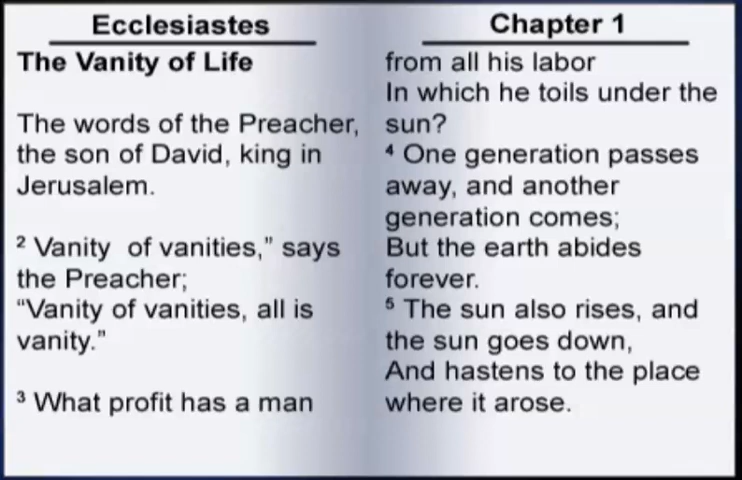 Ecclesiastes
The Vanity of Life
The words of the Preacher,
the son of David, king in
Jerusalem.
² Vanity of vanities,” says
the Preacher;
“Vanity of vanities, all is
vanity.”
³ What profit has a man
Chapter 1
from all his labor
In which he toils under the
sun?
⁴ One generation passes
away, and another
generation comes;
But the earth abides
forever.
⁵ The sun also rises, and
the sun goes down,
And hastens to the place
where it arose.